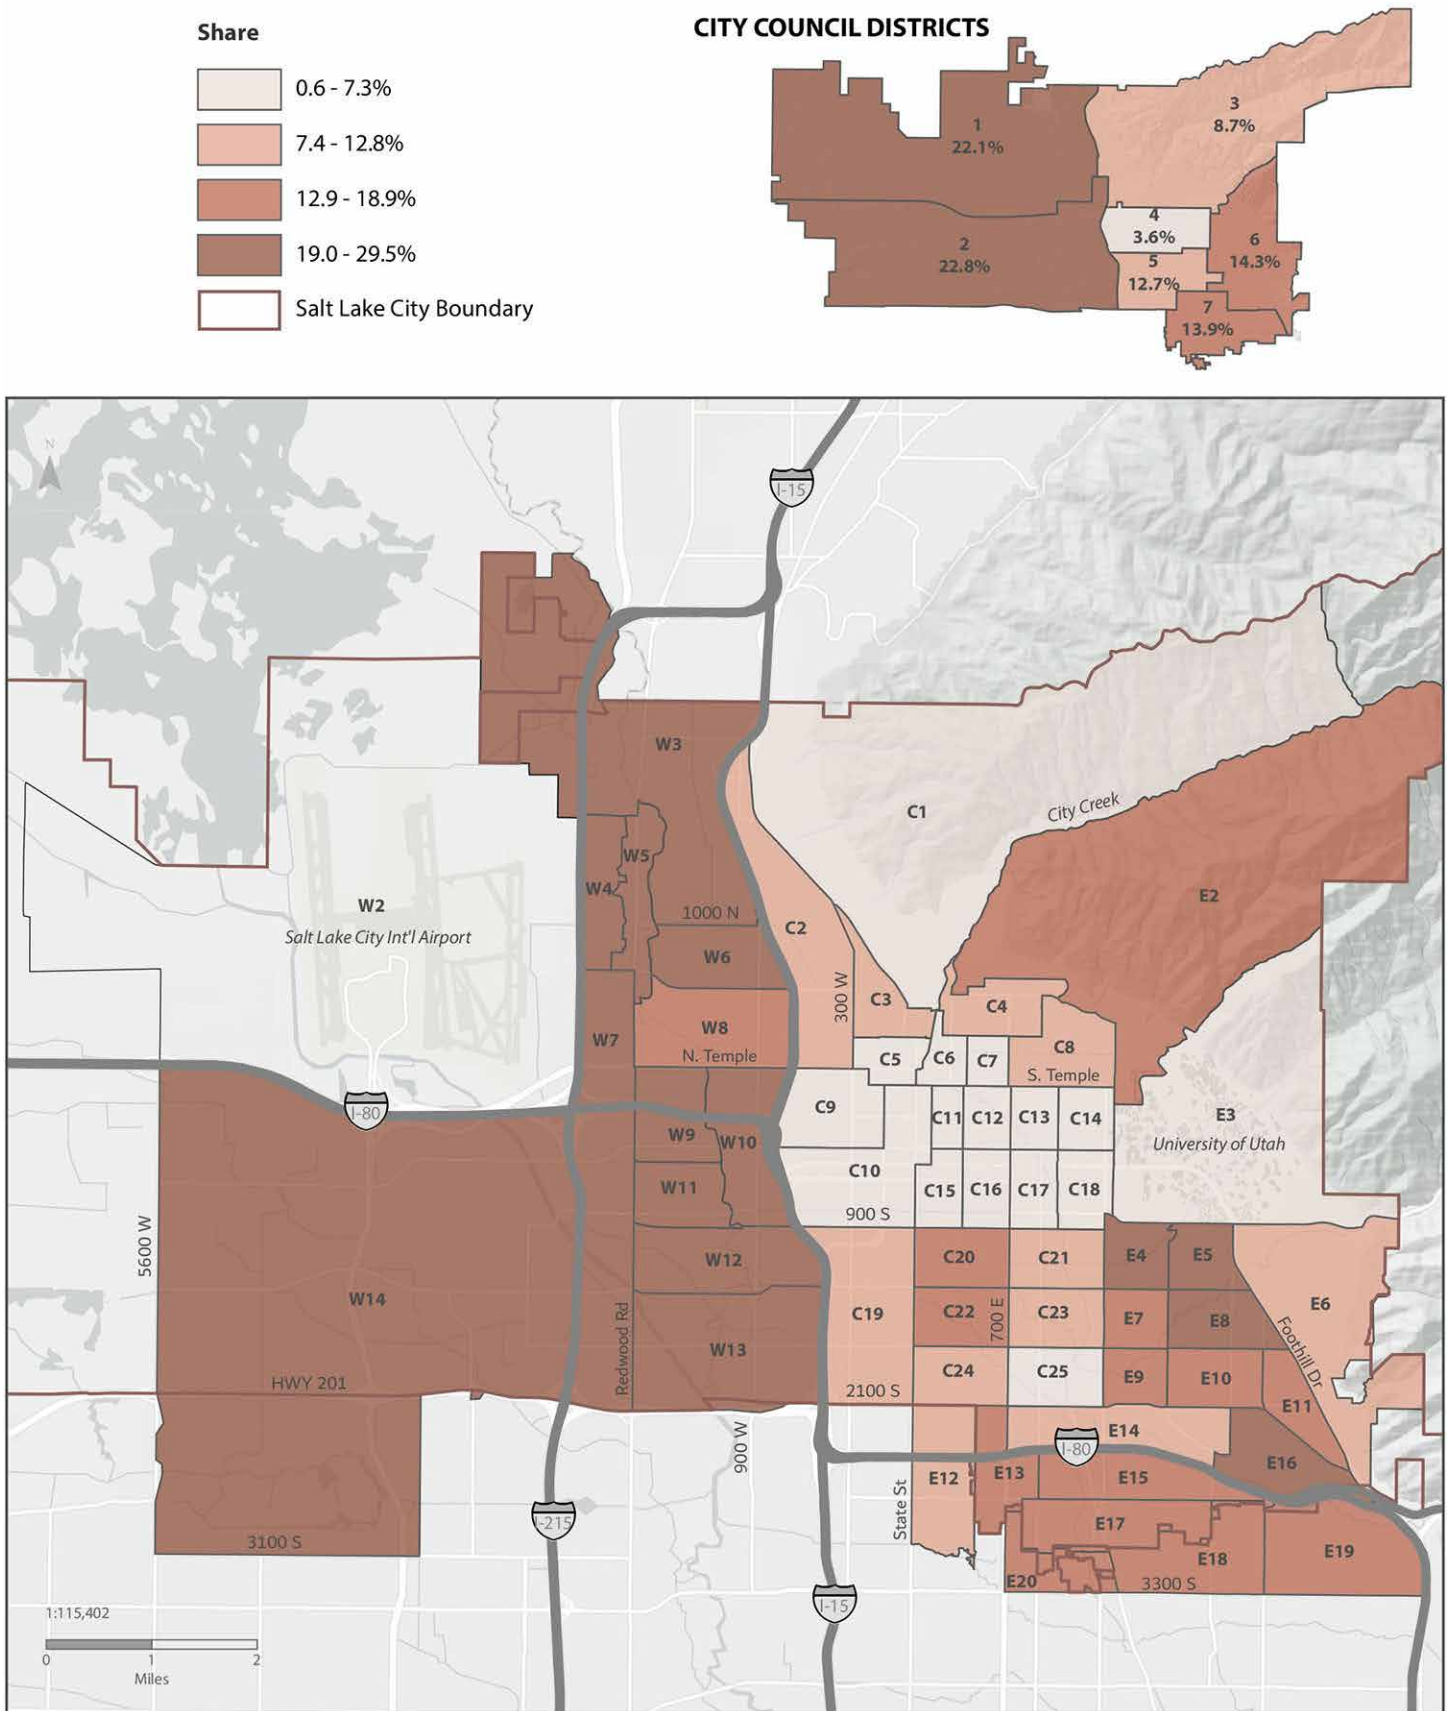 Share
0.6 - 7.3%
7.4 - 12.8%
12.9 - 18.9%
19.0 - 29.5%
Salt Lake City Boundary
CITY COUNCIL DISTRICTS
1
22.1%
2
22.8%
3
8.7%
4
3.6%
5
12.7%
6
14.3%
7
13.9%
N
I-15
W3
C1
City Creek
W5
W4
E2
W2
Salt Lake City Int'l Airport
1000 N
C2
W6
300 W
C3
C4
W8
W7
N. Temple
C5
C6
C7
C8
S. Temple
I-80
C9
C11
C12
C13
C14
E3
University of Utah
W9
W10
C10
W11
C15
C16
C17
C18
900 S
5600 W
W12
C20
C21
E4
E5
W14
C19
C22
700 E
C23
E7
E8
E6
Redwood Rd
W13
Foothill Dr
HWY 201
2100 S
C24
C25
E9
E10
E11
900 W
E14
I-80
State St
E12
E13
E15
E16
I-215
E17
3100 S
E18
E19
E20
3300 S
I-15
1:115,402
0
1
2
Miles